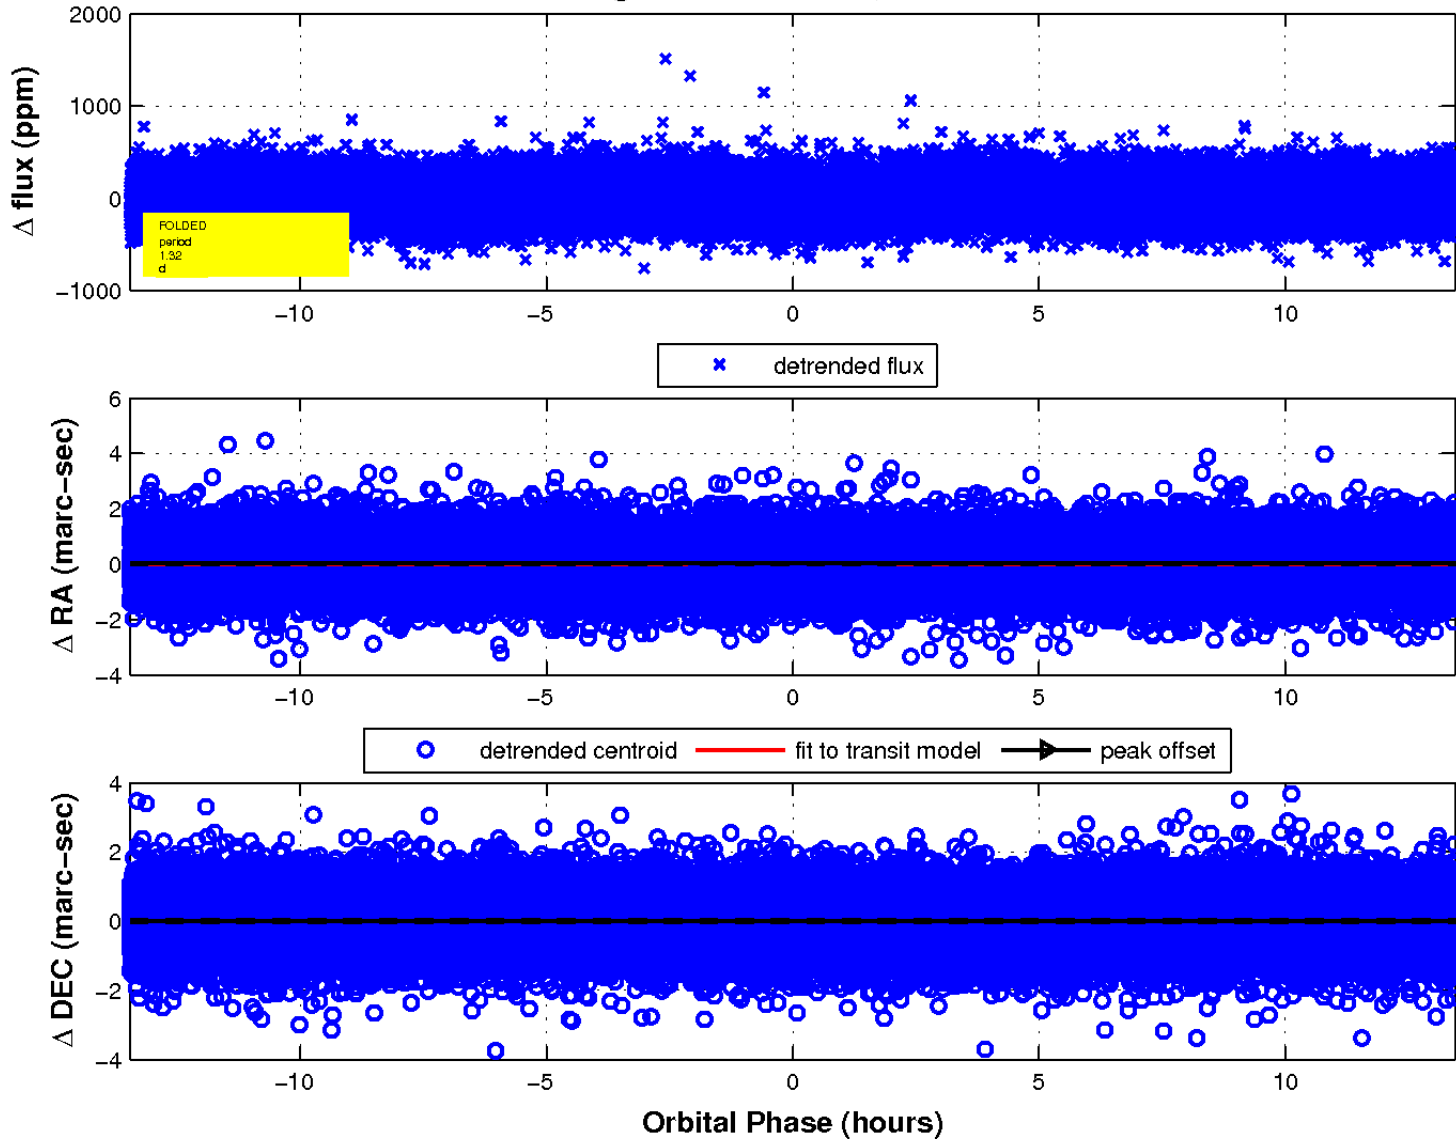 2000
1000
0
−1000
Δ flux (ppm)
FOLDED
period
1.32
d
−10
−5
0
5
10
detrended flux
6
4
2
0
−2
−4
Δ RA (marc−sec)
−10
−5
0
5
10
detrended centroid
fit to transit model
peak offset
4
2
0
−2
−4
Δ DEC (marc−sec)
−10
−5
0
5
10
Orbital Phase (hours)